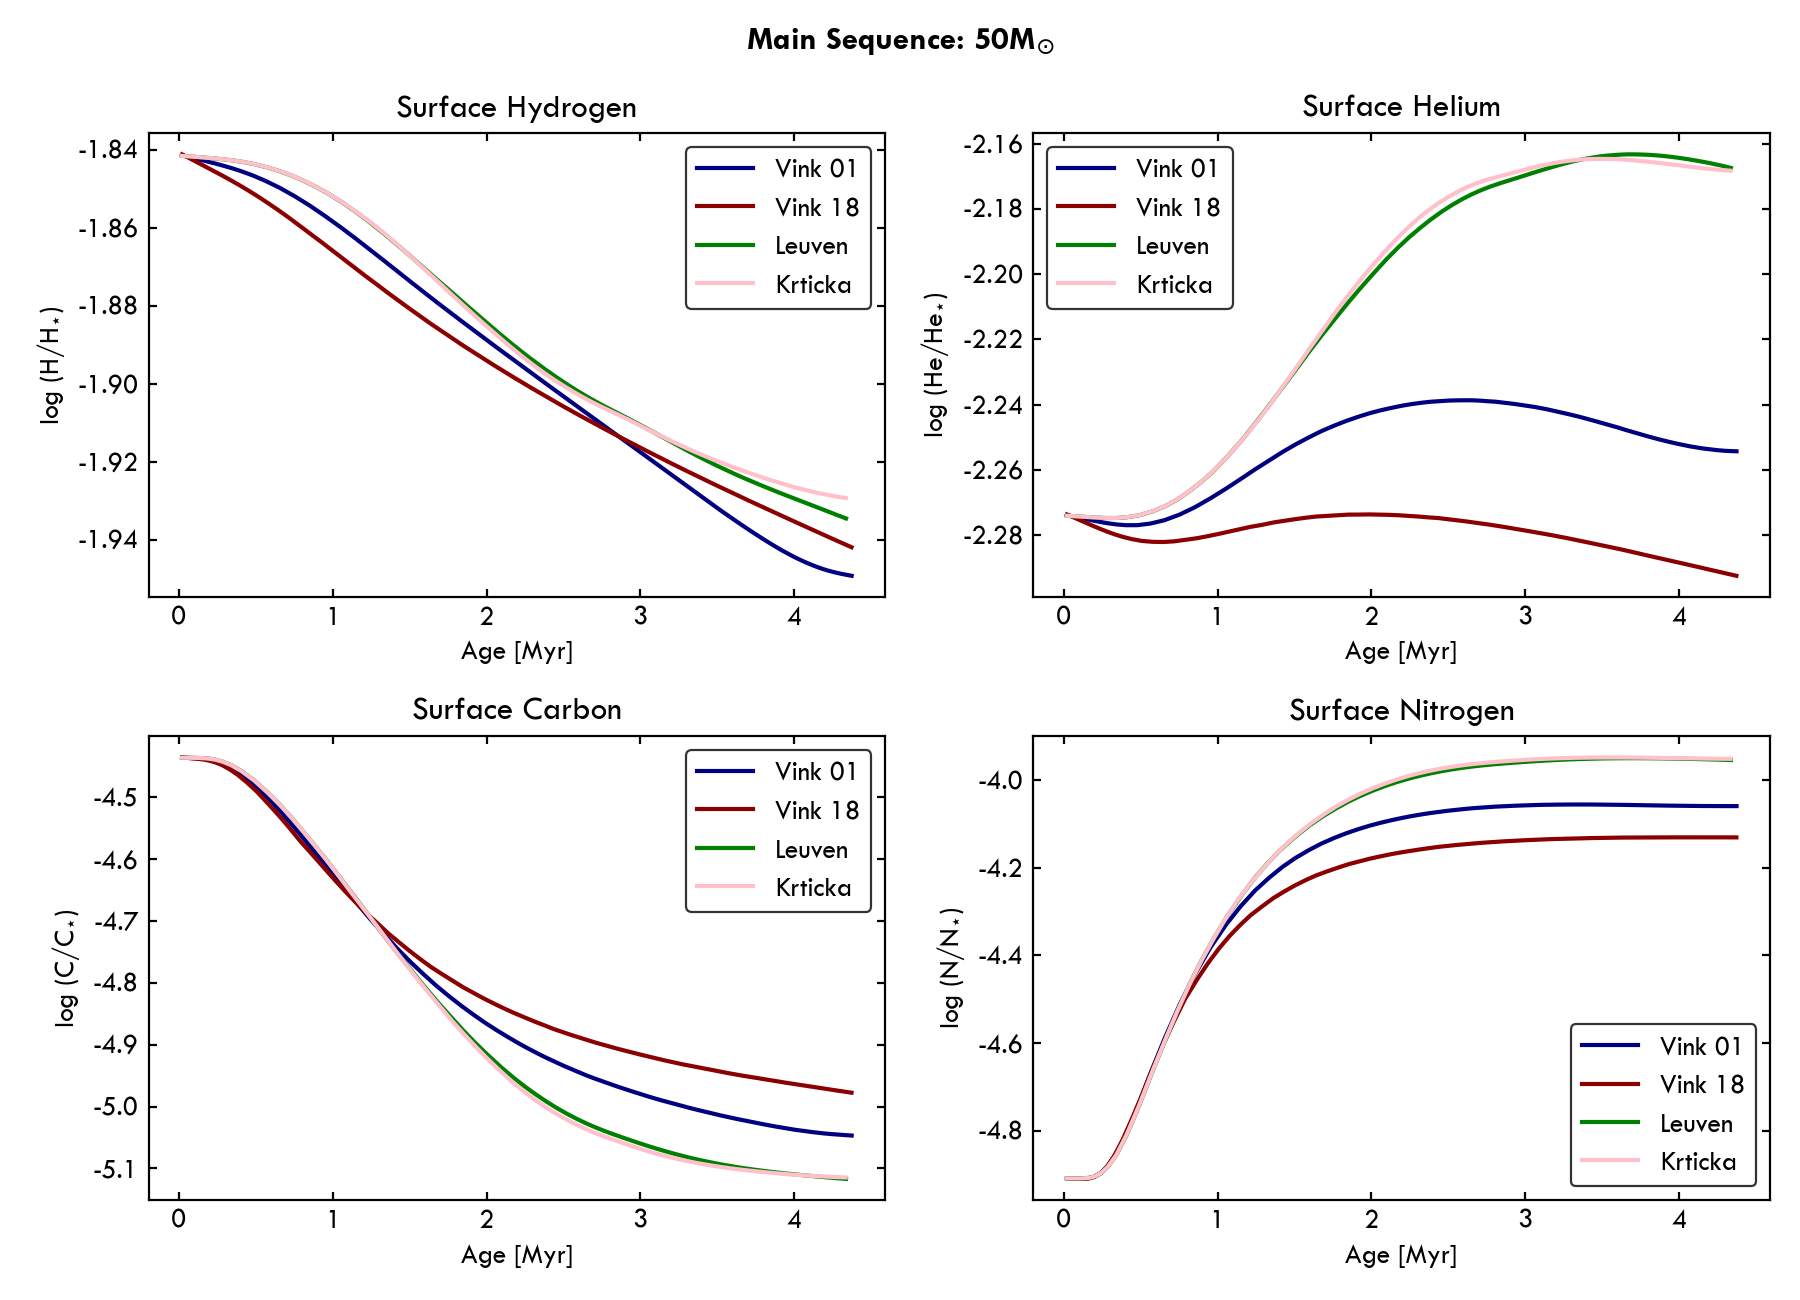 Main Sequence: 50M⊙
Surface Hydrogen
log (H/H⋆)
-1.84
-1.86
-1.88
-1.90
-1.92
-1.94
0 1 2 3 4
Age [Myr]
Vink 01
Vink 18
Leuven
Krticka
Surface Helium
log (He/He⋆)
-2.16
-2.18
-2.20
-2.22
-2.24
-2.26
-2.28
0 1 2 3 4
Age [Myr]
Vink 01
Vink 18
Leuven
Krticka
Surface Carbon
log (C/C⋆)
-4.5
-4.6
-4.7
-4.8
-4.9
-5.0
-5.1
0 1 2 3 4
Age [Myr]
Vink 01
Vink 18
Leuven
Krticka
Surface Nitrogen
log (N/N⋆)
-4.0
-4.2
-4.4
-4.6
-4.8
0 1 2 3 4
Age [Myr]
Vink 01
Vink 18
Leuven
Krticka